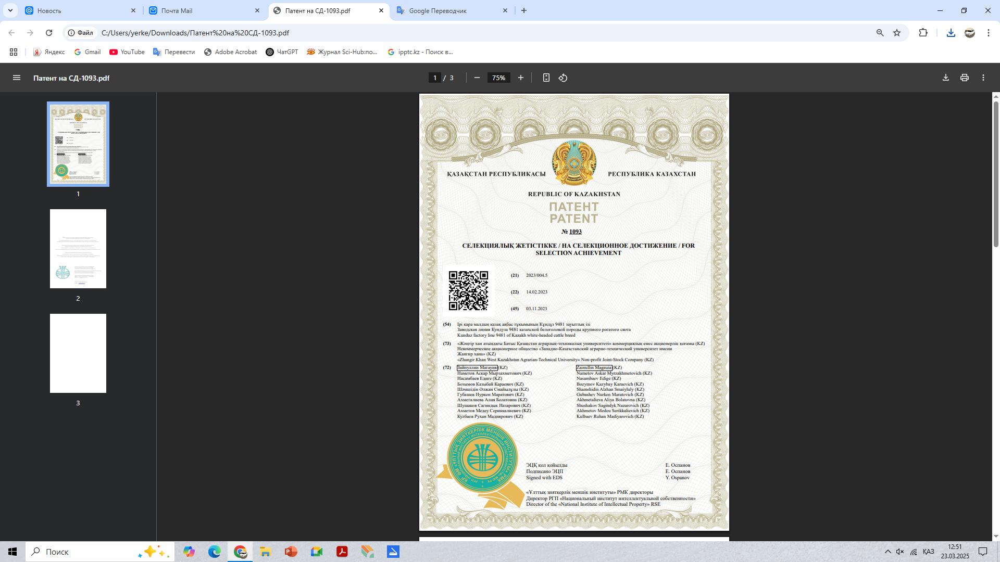 Новость
Почта Mail
Патент на СД-1093.pdf
Google Переводчик
Файл
C:/Users/yerke/Downloads/Патент%20на%20СД-1093.pdf
Яндекс
Gmail
YouTube
Перевести
Adobe Acrobat
ЧатGPT
Журнал Sci-Hub:по...
ipptc.kz - Поиск в...
Патент на СД-1093.pdf
1 / 3
75%
1
2
3
ҚАЗАҚСТАН РЕСПУБЛИКАСЫ
РЕСПУБЛИКА КАЗАХСТАН
REPUBLIC OF KAZAKHSTAN
ПАТЕНТ
PATENT
№ 1093
СЕЛЕКЦИЯЛЫҚ ЖЕТІСТІККЕ / НА СЕЛЕКЦИОННОЕ ДОСТИЖЕНИЕ / FOR
SELECTION ACHIEVEMENT
(21) 2023/004.5
(22) 14.02.2023
(45) 03.11.2023
(54) Ірі қара малдың қазақ ақбас тұқымының Құндұз 9481 зауыттық ізі
Заводская линия Кундуза 9481 казахской белоголовой породы крупного рогатого скота
Kunduz factory line 9481 of Kazakh white-headed cattle breed
(73) «Жәңгір хан атындағы Батыс Қазақстан аграрлық-техникалық университеті» коммерциялық емес акционерлік қоғамы (KZ)
Некоммерческое акционерное общество «Западно-Казахстанский аграрно-технический университет имени
Жангир хана» (KZ)
«Zhangir Khan West Kazakhstan Agrarian-Technical University» Non-profit Joint-Stock Company (KZ)
(72) Зайнуллин Магауия (KZ) Zainullin Magauia (KZ)
Наметов Аскар Мырзахметович (KZ) Nametov Askar Myrzakhmetovich (KZ)
Насамбаев Едиге (KZ) Nasambaev Edige (KZ)
Бозымов Казыбай Караевич (KZ) Bozymov Kazybay Karaevich (KZ)
Шәмшідін Әлжан Смайылұлы (KZ) Shamshidin Alzhan Smaiyluly (KZ)
Губашев Нуркен Маратович (KZ) Gubashev Nurken Maratovich (KZ)
Ахметалиева Алия Болатовна (KZ) Akhmetalieva Aliya Bolatovna (KZ)
Шушаков Сагиндык Назарович (KZ) Shushakov Sagindyk Nazarovich (KZ)
Ахметов Медеу Сериккалиевич (KZ) Akhmetov Medeu Serikkalievich (KZ)
Кулбаев Рухан Мадиярович (KZ) Kulbaev Ruhan Madiyarovich (KZ)
ЭЦҚ қол қойылды Е. Оспанов
Подписано ЭЦП Е. Оспанов
Signed with EDS Y. Ospanov
«Ұлттық зияткерлік меншік институты» РМК директоры
Директор РГП «Национальный институт интеллектуальной собственности»
Director of the «National Institute of Intellectual Property» RSE
Поиск
ҚАЗ
12:51
23.03.2025